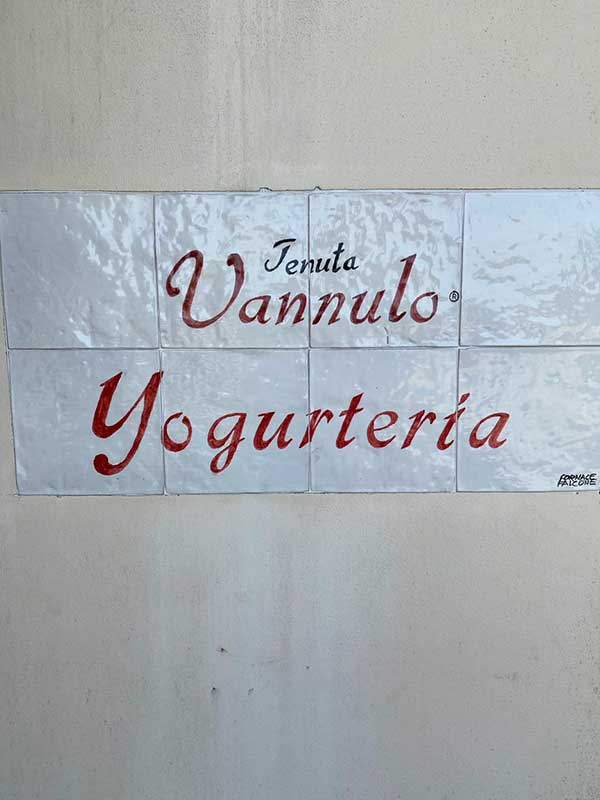 Tenuta
Vannulo®
Yogurteria
FORNACE
FALCONE